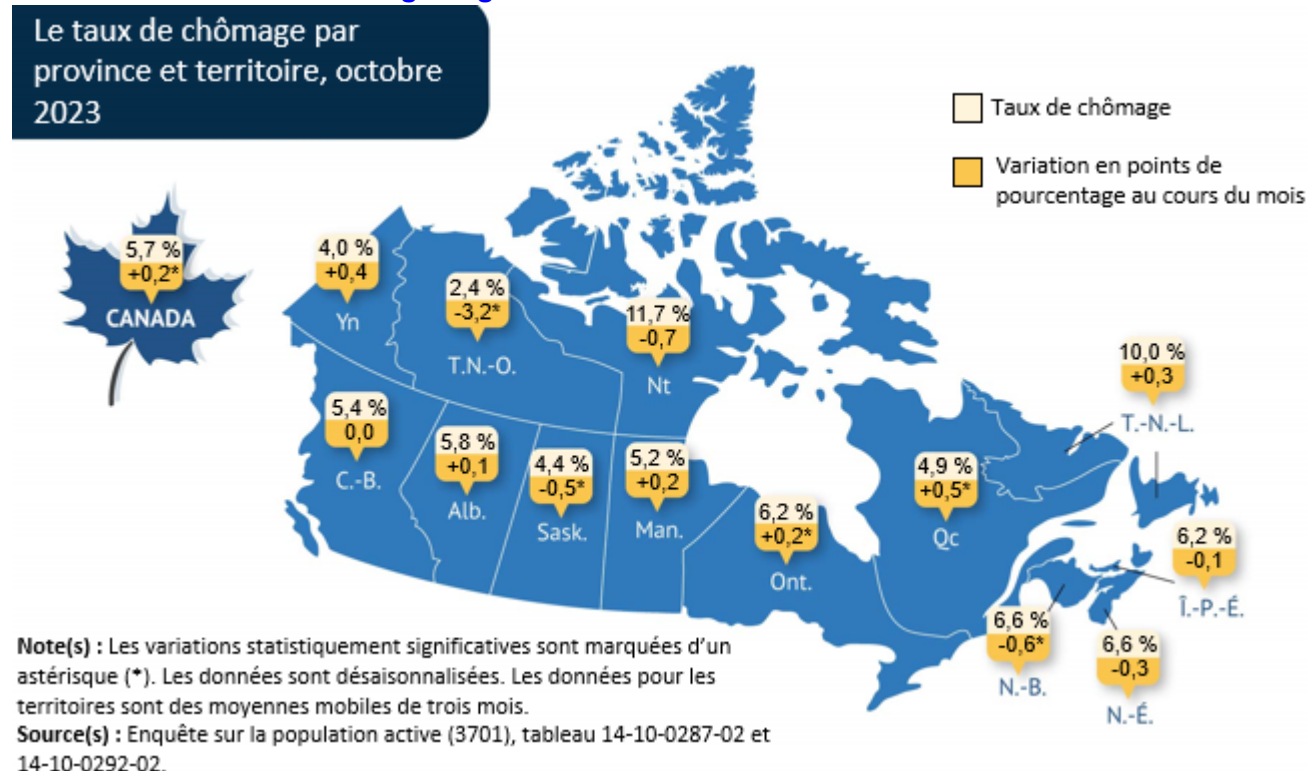 Le taux de chômage par
province et territoire, octobre
2023
Taux de chômage
Variation en points de
pourcentage au cours du mois
5,7 %
+0,2*
CANADA
4,0 %
+0,4
Yn
2,4 %
-3,2*
T.N.-O.
11,7 %
-0,7
Nt
10,0 %
+0,3
T.-N.-L.
5,4 %
0,0
C.-B.
5,8 %
+0,1
Alb.
4,4 %
-0,5*
Sask.
5,2 %
+0,2
Man.
6,2 %
+0,2*
Ont.
4,9 %
+0,5*
Qc
6,2 %
-0,1
Î.-P.-É.
6,6 %
-0,6*
N.-B.
6,6 %
-0,3
N.-É.
Note(s) : Les variations statistiquement significatives sont marquées d'un
astérisque (*). Les données sont désaisonnalisées. Les données pour les
territoires sont des moyennes mobiles de trois mois.
Source(s) : Enquête sur la population active (3701), tableau 14-10-0287-02 et
14-10-0292-02.